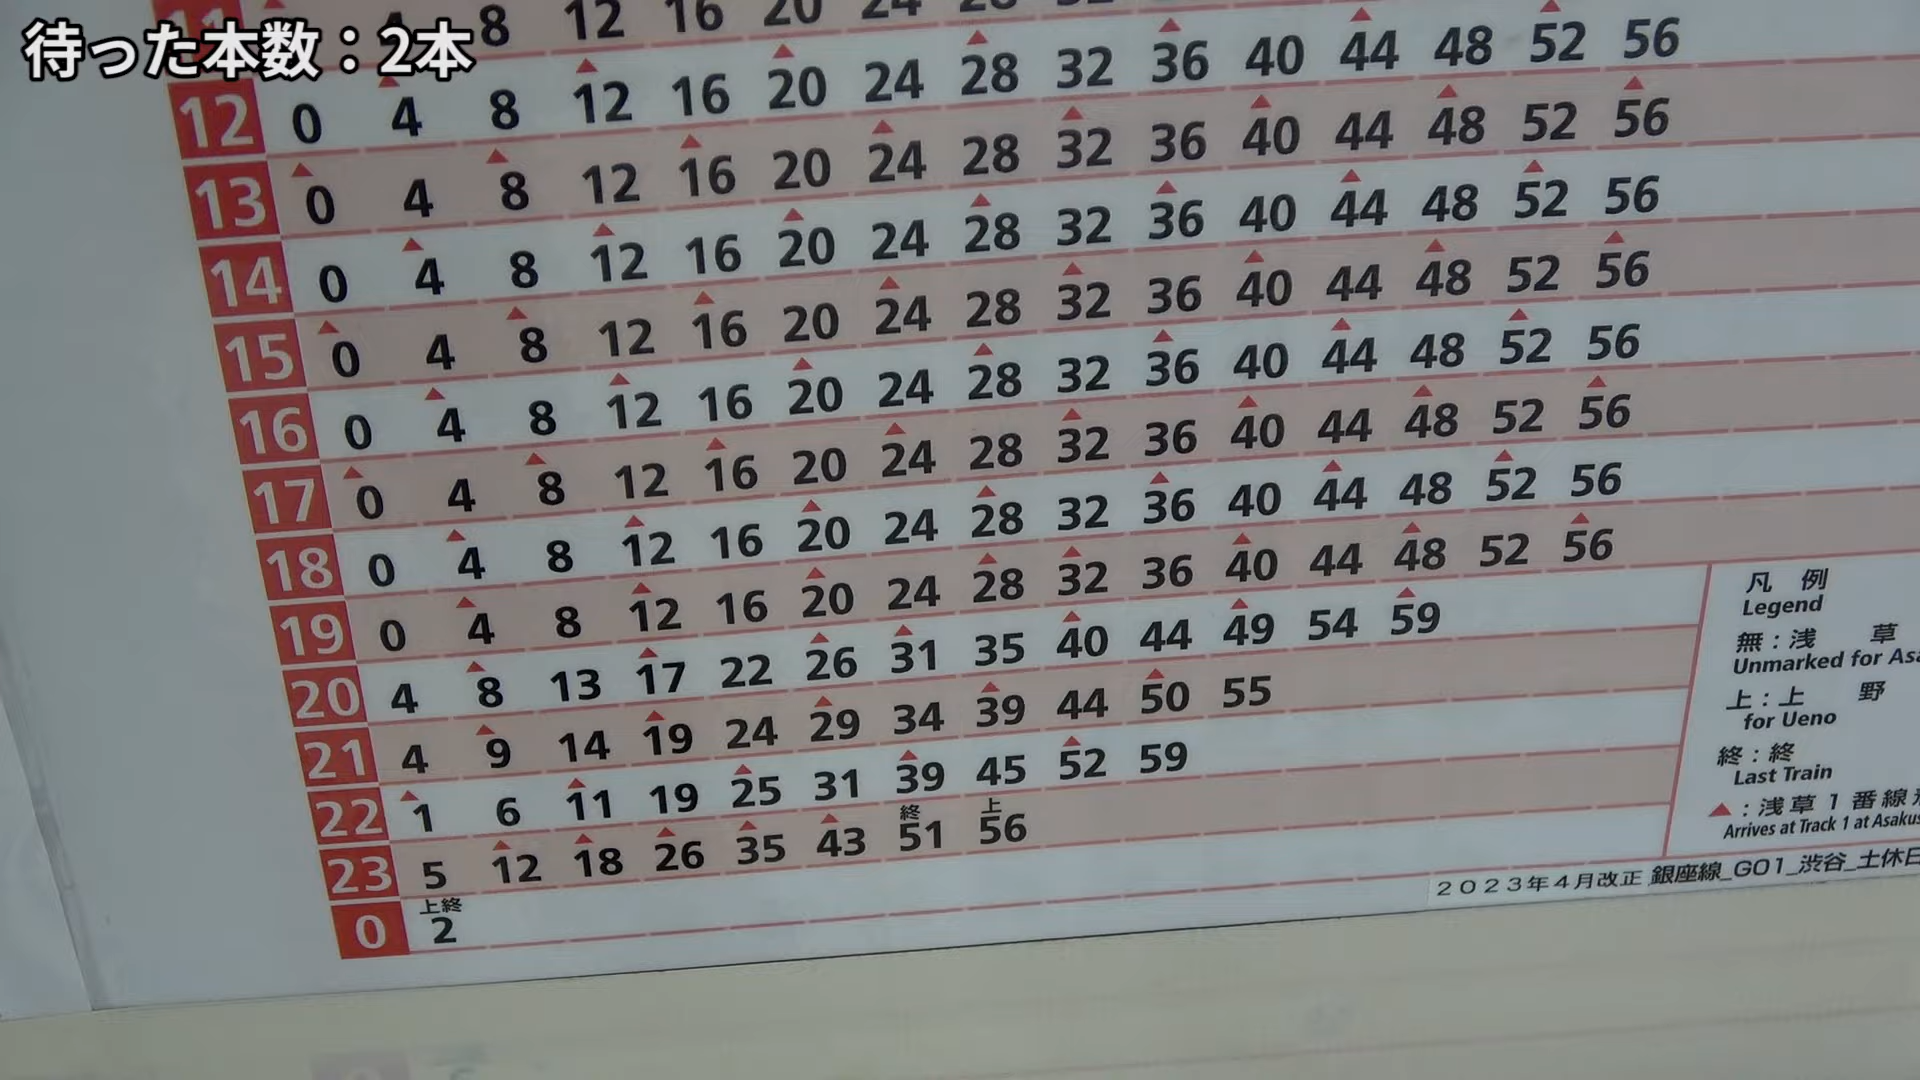 待った本数：2本
8 12 16 20 24 28
12 0 4 8 12 16 20 24 28 32 36 40 44 48 52 56
13 0 4 8 12 16 20 24 28 32 36 40 44 48 52 56
14 0 4 8 12 16 20 24 28 32 36 40 44 48 52 56
15 0 4 8 12 16 20 24 28 32 36 40 44 48 52 56
16 0 4 8 12 16 20 24 28 32 36 40 44 48 52 56
17 0 4 8 12 16 20 24 28 32 36 40 44 48 52 56
18 0 4 8 12 16 20 24 28 32 36 40 44 48 52 56
19 0 4 8 12 16 20 24 28 32 36 40 44 48 52 56
20 4 8 13 17 22 26 31 35 40 44 49 54 59
21 4 9 14 19 24 29 34 39 44 50 55
22 1 6 11 19 25 31 39 45 52 59
終 上
23 5 12 18 26 35 43 51 56
上終
0 2
凡 例
Legend
無：浅 草
Unmarked for
上：上 野
for Ueno
終：終
Last Train
▲：浅草1番線
Arrives at Track 1 at
2023年4月改正 銀座線_G01_渋谷_土休日